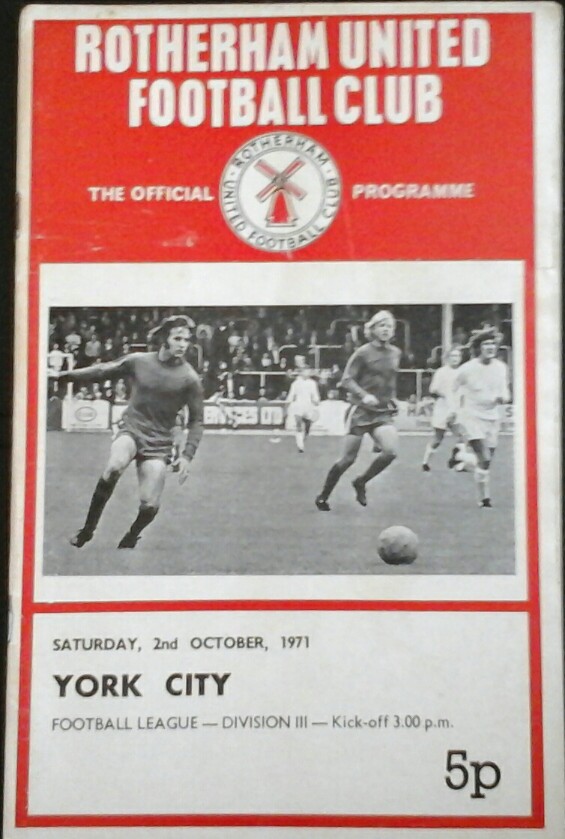 ROTHERHAM UNITED
FOOTBALL CLUB
THE OFFICIAL
ROTHERHAM
UNITED FOOTBALL CLUB
PROGRAMME
SATURDAY, 2nd OCTOBER, 1971
YORK CITY
FOOTBALL LEAGUE — DIVISION III — Kick-off 3.00 p.m.
5p